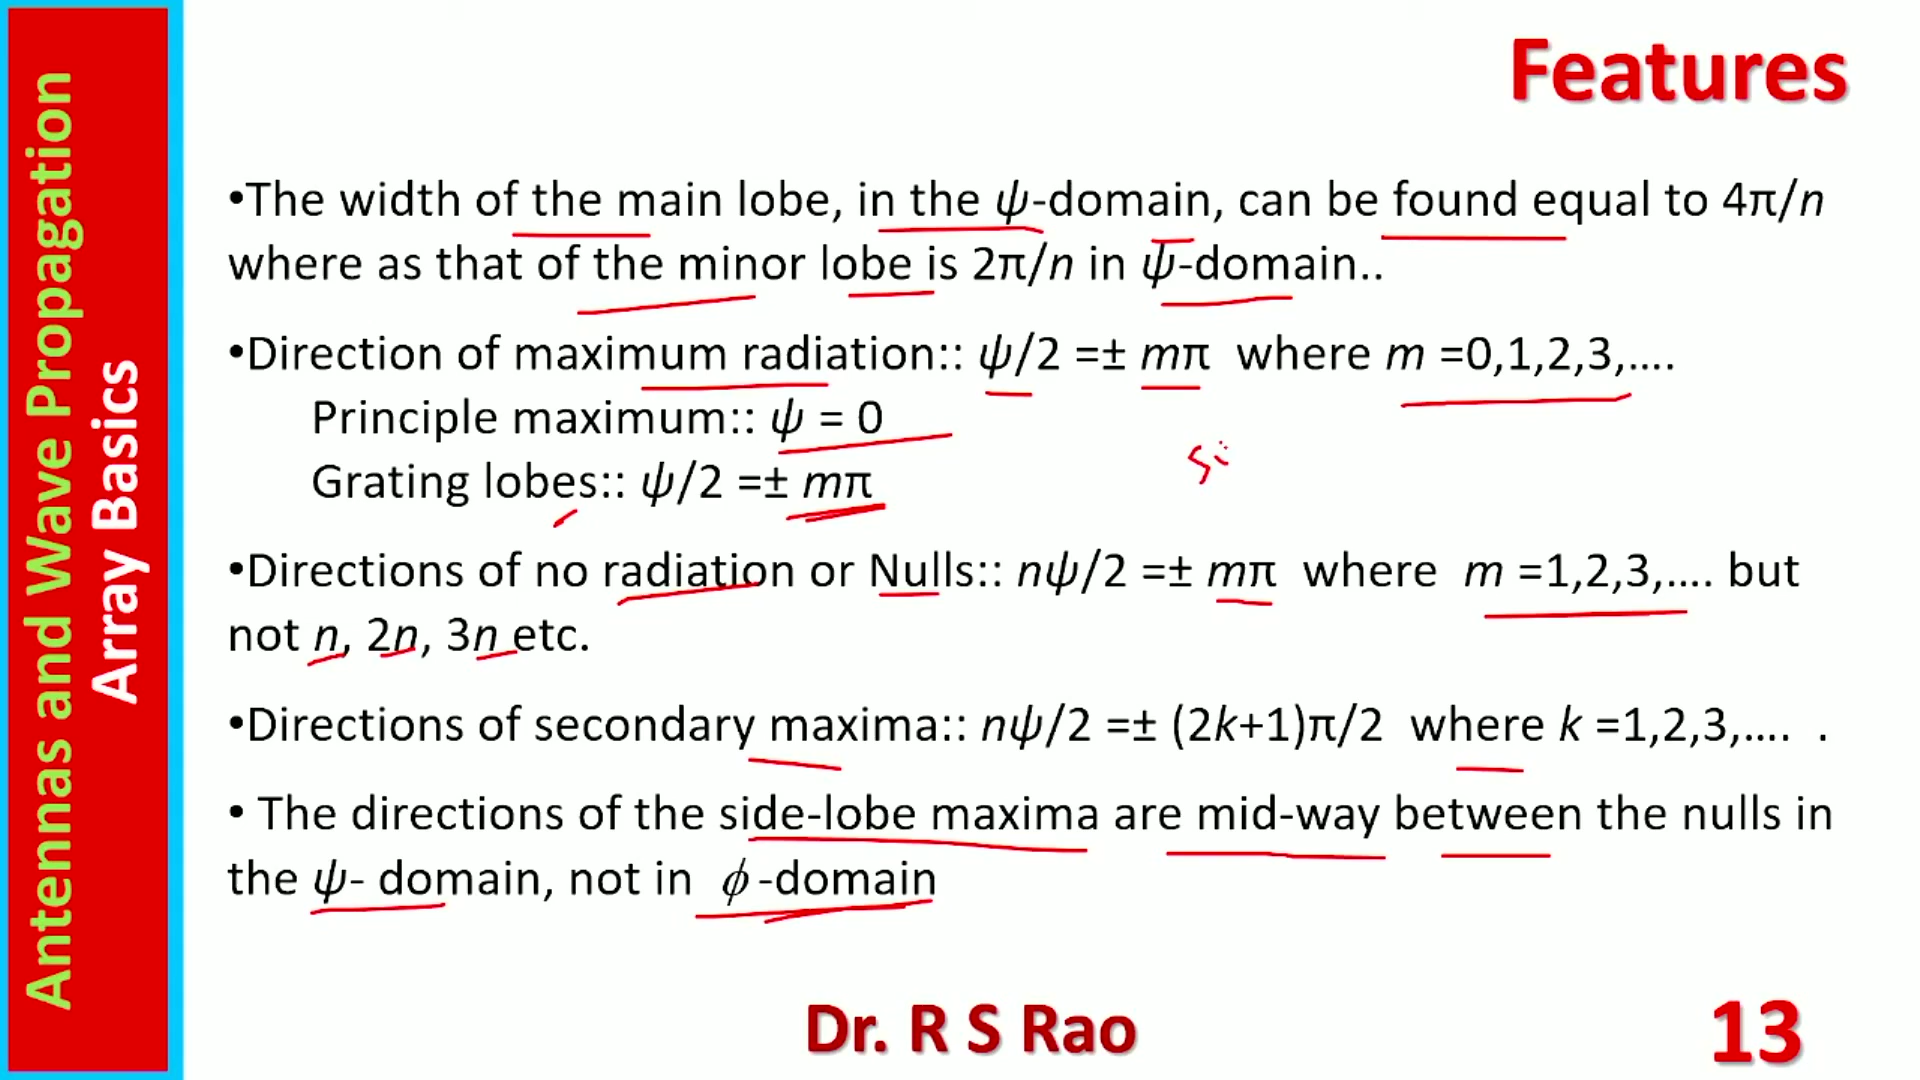 Antennas and Wave Propagation
Array Basics
Features
•The width of the main lobe, in the ψ-domain, can be found equal to 4π/n
where as that of the minor lobe is 2π/n in ψ-domain..
•Direction of maximum radiation:: ψ/2 =± mπ where m =0,1,2,3,....
Principle maximum:: ψ = 0
Grating lobes:: ψ/2 =± mπ
Si
•Directions of no radiation or Nulls:: nψ/2 =± mπ where m =1,2,3,.... but
not n, 2n, 3n etc.
•Directions of secondary maxima:: nψ/2 =± (2k+1)π/2 where k =1,2,3,.... .
• The directions of the side-lobe maxima are mid-way between the nulls in
the ψ- domain, not in ϕ-domain
Dr. R S Rao
13